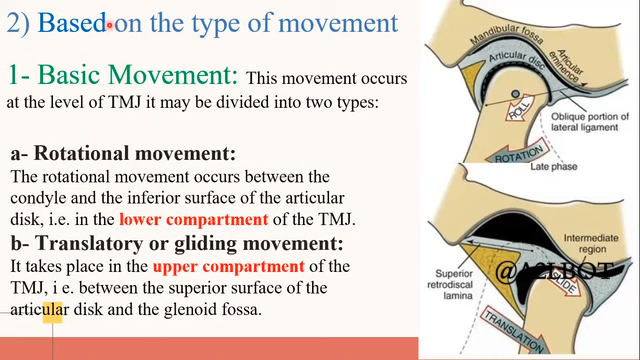 2) Based on the type of movement
1- Basic Movement: This movement occurs
at the level of TMJ it may be divided into two types:
a- Rotational movement:
The rotational movement occurs between the
condyle and the inferior surface of the articular
disk, i.e. in the lower compartment of the TMJ.
b- Translatory or gliding movement:
It takes place in the upper compartment of the
TMJ, i e. between the superior surface of the
articular disk and the glenoid fossa.
Mandibular fossa
Articular disc
Articular
eminence
ROLL
Oblique portion of
lateral ligament
ROTATION
Late phase
Intermediate
region
Superior
retrodiscal
lamina
SLIDE
TRANSLATION